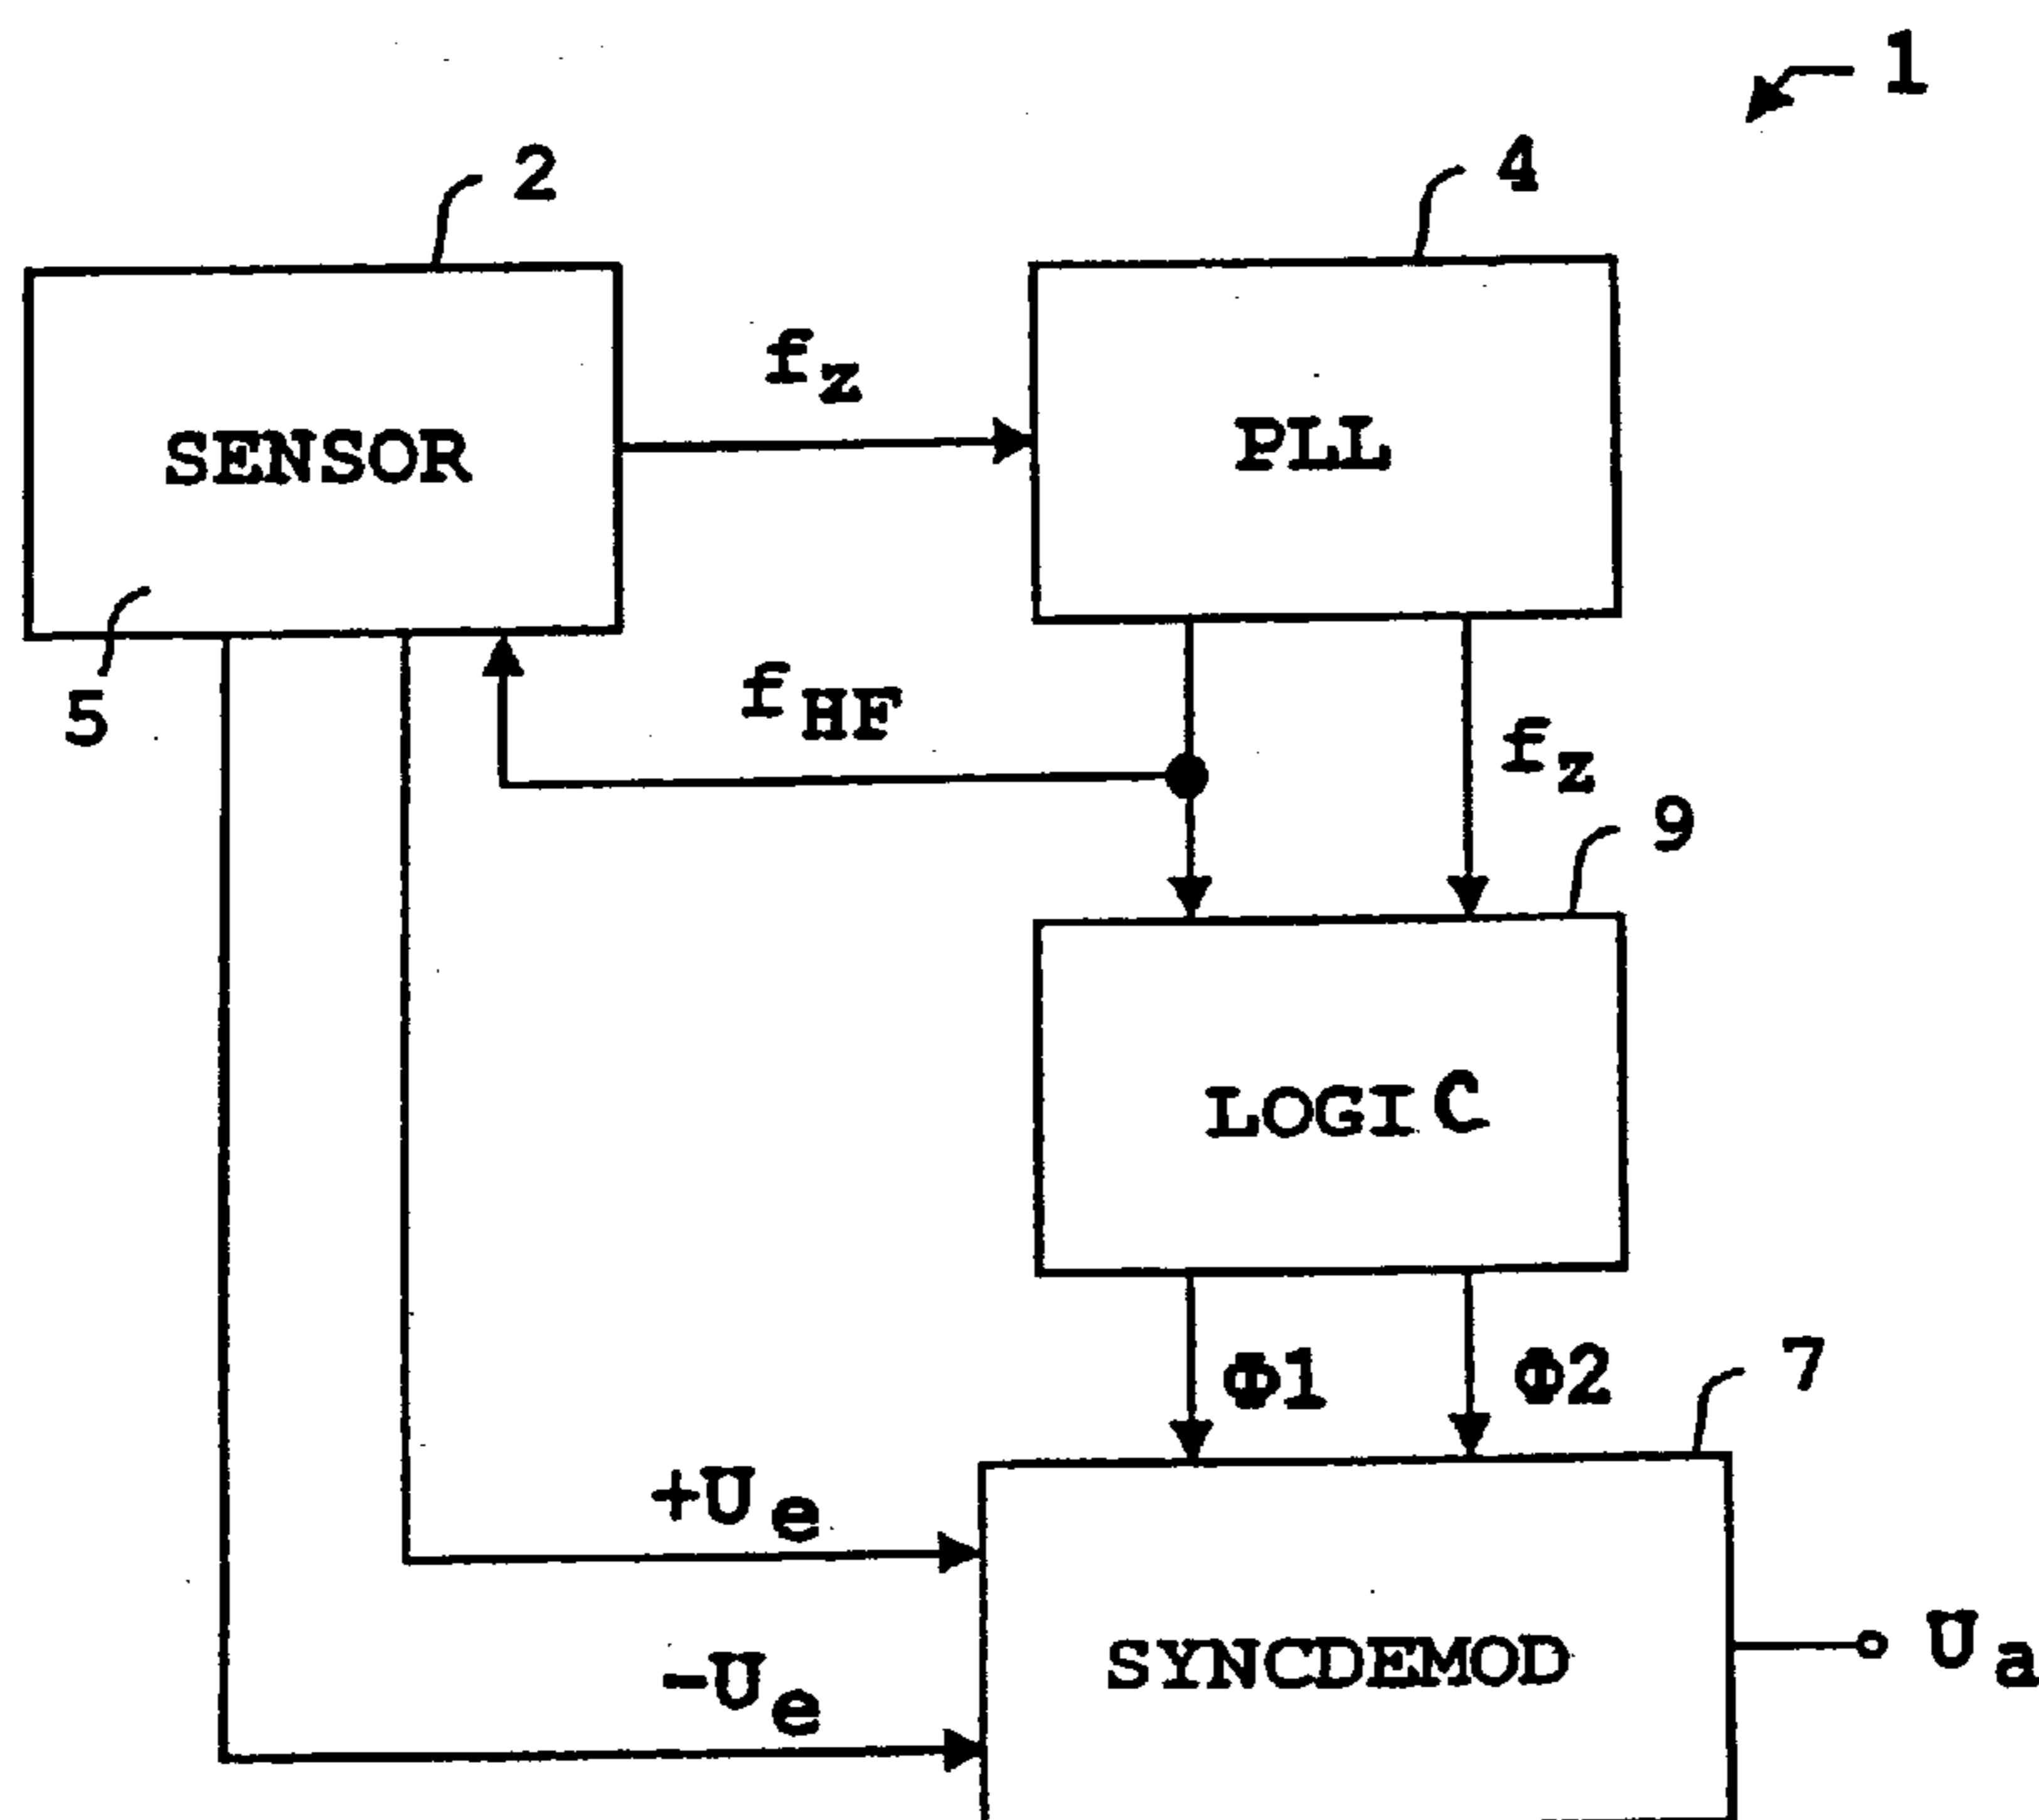 1
2
4
f_z
SENSOR
PLL
5
f_HF
f_z
9
LOGIC
Φ1
Φ2
7
+U_e
-U_e
SYNCDEMOD
U_a